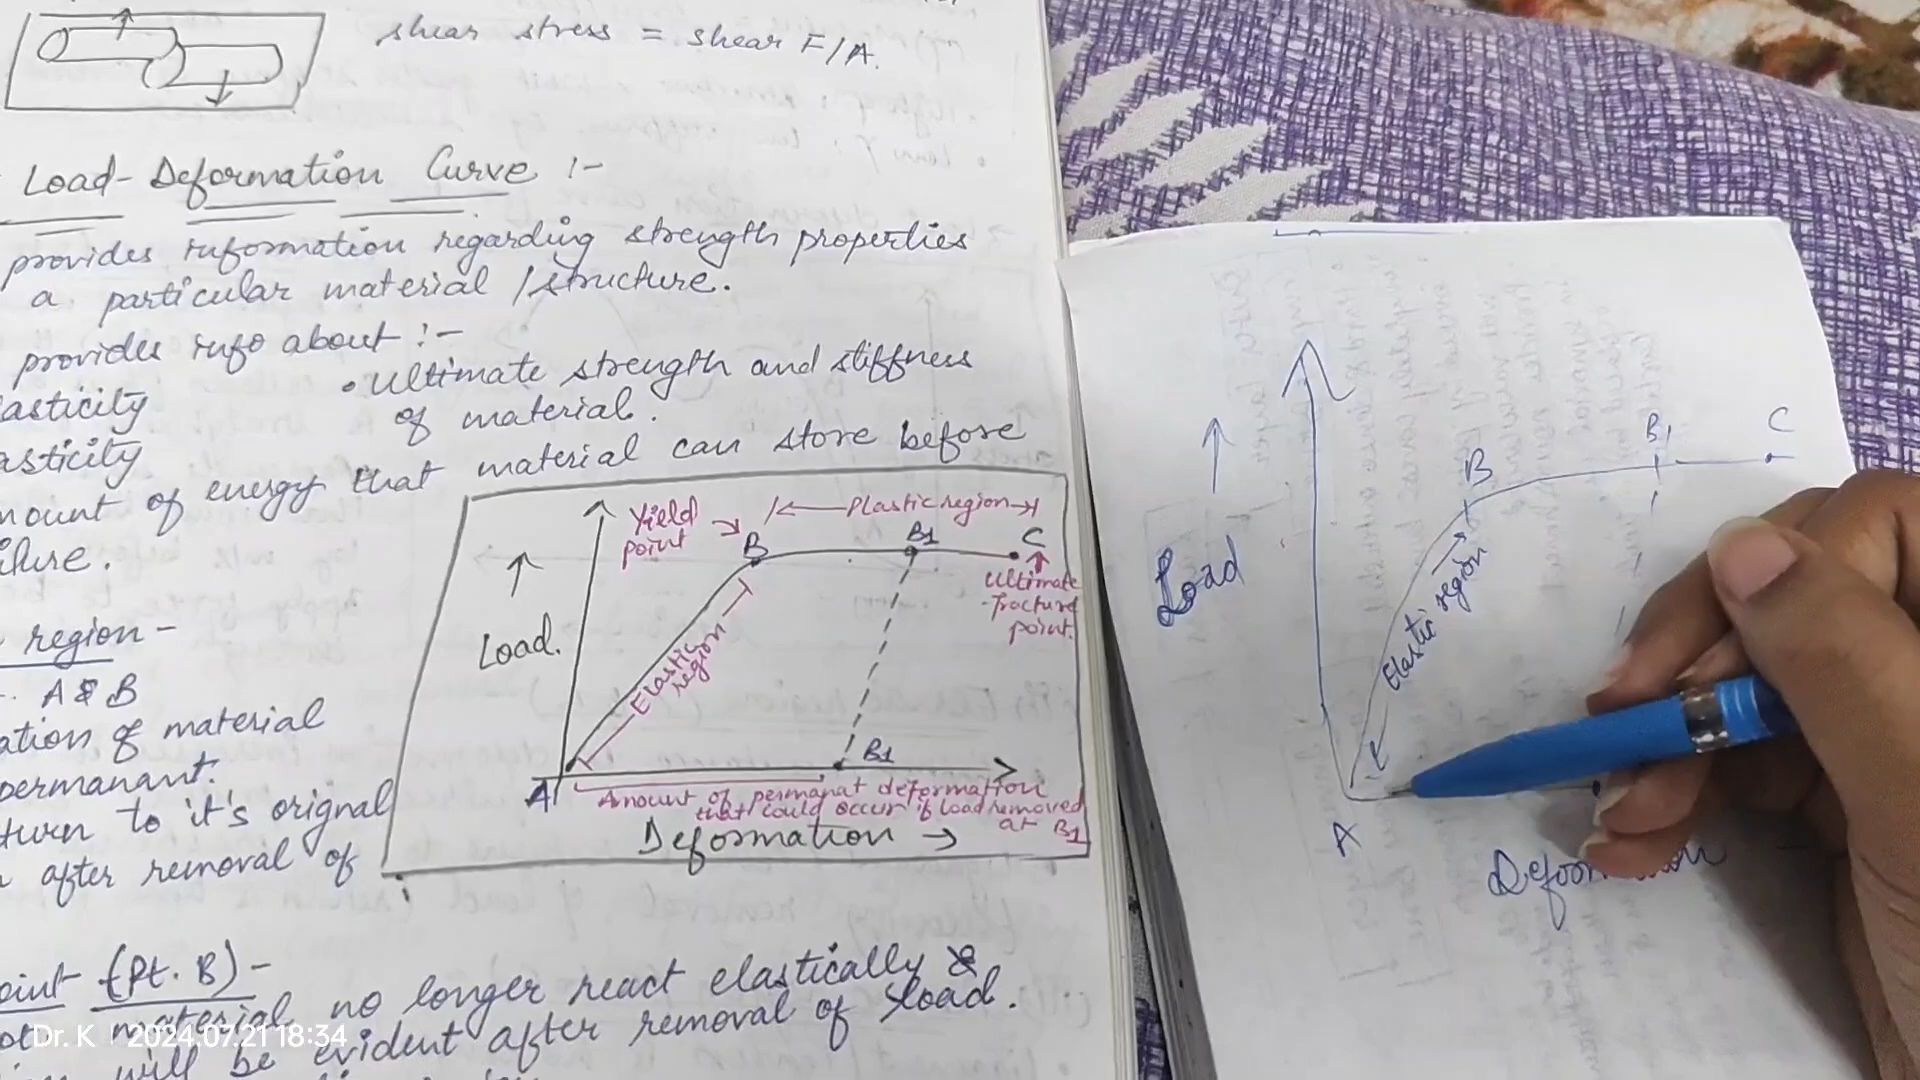 shear stress = shear F/A.
Load-Deformation Curve :-
provides information regarding strength properties
a particular material /structure.
provides info about :-
• Ultimate strength and stiffness
of material.
asticity
asticity
mount of energy that material can store before
ilure.
region -
A & B
ation of material
permanant.
turn to it's orignal
after removal of
oint (Pt. B) -
material no longer react elastically &
will be evident after removal of load.
Yield
point
Plastic region
B
B1
C
Ultimate
fracture
point.
Load.
Elastic
region
A
B1
Amount of permanat deformation
that could occur if load removed
at B1
Deformation →
Load
B
B1
C
Elastic region
A
Dr. K | 2024.07.21 18:34